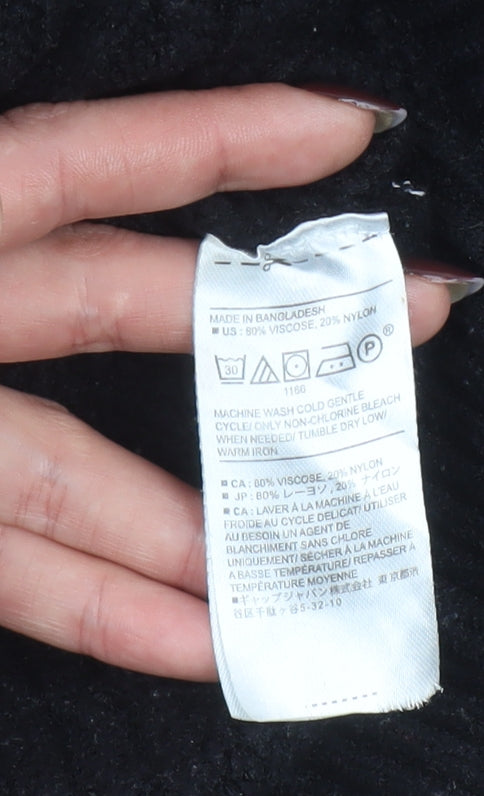 MADE IN BANGLADESH
■ US : 80% VISCOSE, 20% NYLON
30 P ®
1160
MACHINE WASH COLD GENTLE
CYCLE/ ONLY NON-CHLORINE BLEACH
WHEN NEEDED/ TUMBLE DRY LOW/
WARM IRON
■ CA : 80% VISCOSE, 20% NYLON
■ JP : 80% レーヨン, 20% ナイロン
■ CA : LAVER À LA MACHINE À L'EAU
FROIDE AU CYCLE DELICAT/ UTILISER
AU BESOIN UN AGENT DE
BLANCHIMENT SANS CHLORE
UNIQUEMENT/ SÉCHER À LA MACHINE
A BASSE TEMPÉRATURE/ REPASSER A
TEMPÉRATURE MOYENNE
■ギャップジャパン株式会社 東京都渋
谷区千駄ヶ谷5-32-10